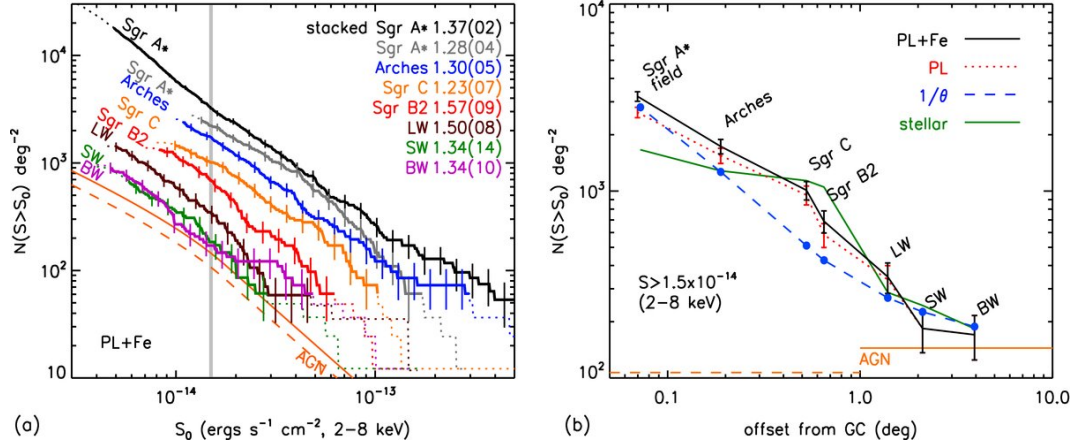 N(S>S₀) deg⁻²
10⁴
10³
100
10
Sgr A*
Sgr A*
Arches
Sgr C
Sgr B2
LW
SW
BW
stacked Sgr A* 1.37(02)
Sgr A* 1.28(04)
Arches 1.30(05)
Sgr C 1.23(07)
Sgr B2 1.57(09)
LW 1.50(08)
SW 1.34(14)
BW 1.34(10)
PL+Fe
AGN
10⁻¹⁴
10⁻¹³
(a)
S₀ (ergs s⁻¹ cm⁻², 2-8 keV)
N(S>S₀) deg⁻²
10⁴
10³
10²
Sgr A*
field
Arches
Sgr C
Sgr B2
LW
SW
BW
PL+Fe
PL
1/θ
stellar
S>1.5x10⁻¹⁴
(2-8 keV)
AGN
0.1
1.0
10.0
(b)
offset from GC (deg)